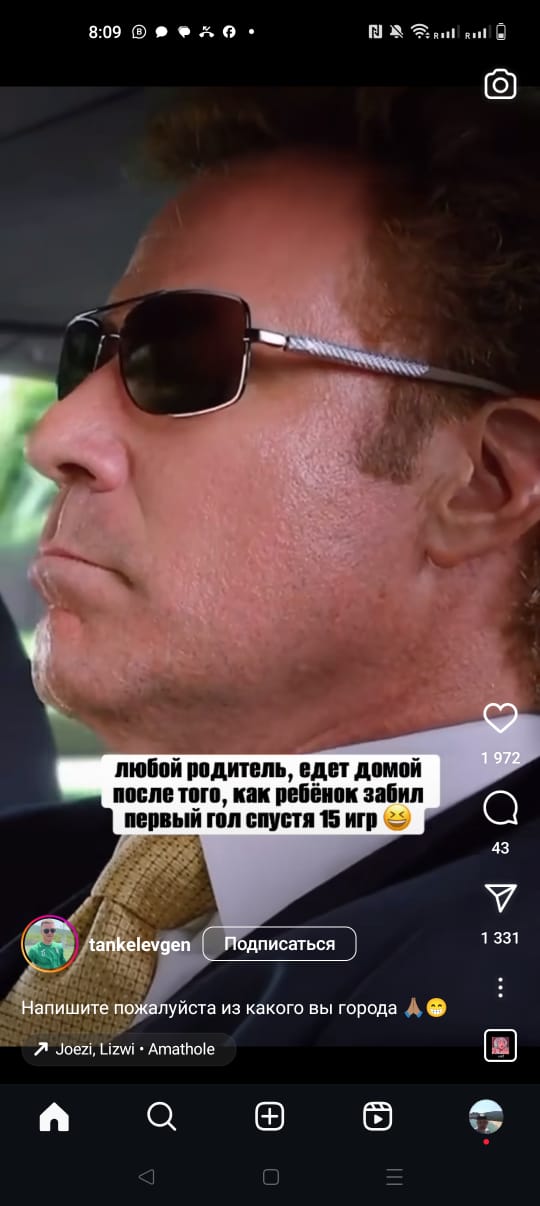 8:09
любой родитель, едет домой
после того, как ребёнок забил
первый гол спустя 15 игр 😆
1 972
43
1 331
tankelevgen
Подписаться
Напишите пожалуйста из какого вы города 🙏🏽😁
Joezi, Lizwi • Amathole